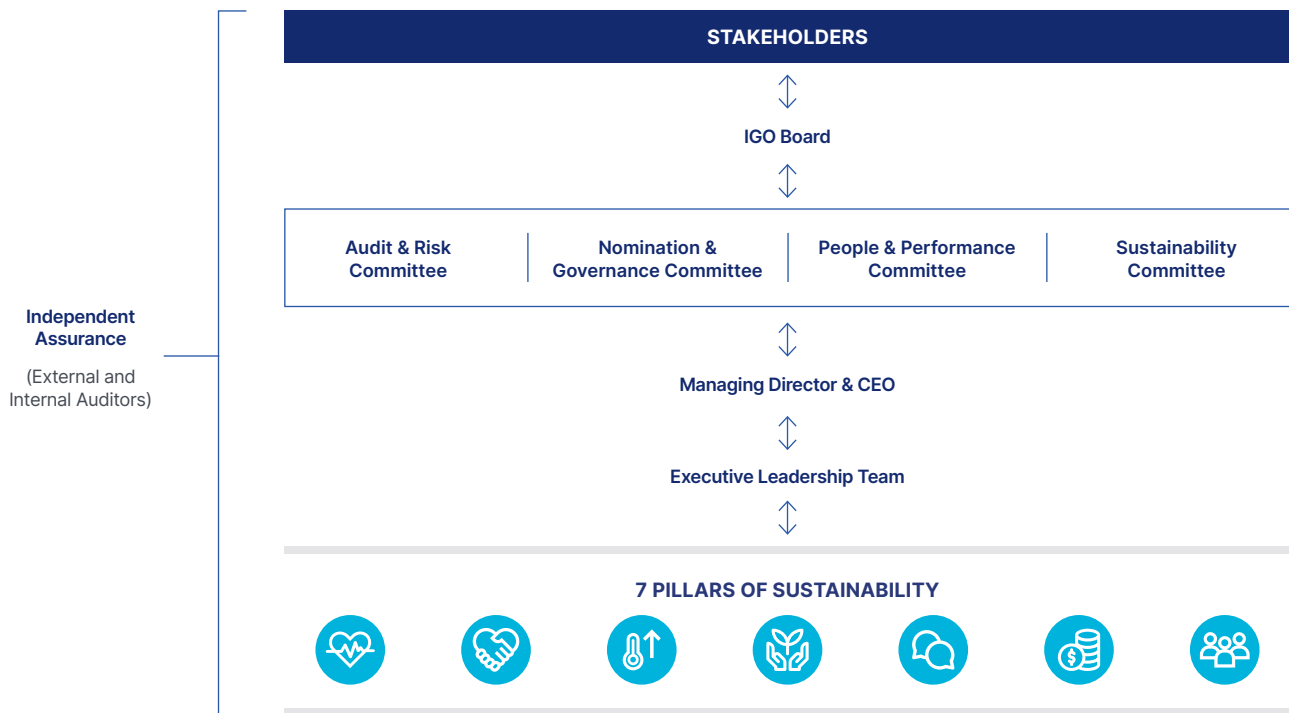 STAKEHOLDERS
IGO Board
Audit & Risk
Committee
Nomination &
Governance Committee
People & Performance
Committee
Sustainability
Committee
Independent
Assurance
(External and
Internal Auditors)
Managing Director & CEO
Executive Leadership Team
7 PILLARS OF SUSTAINABILITY
$